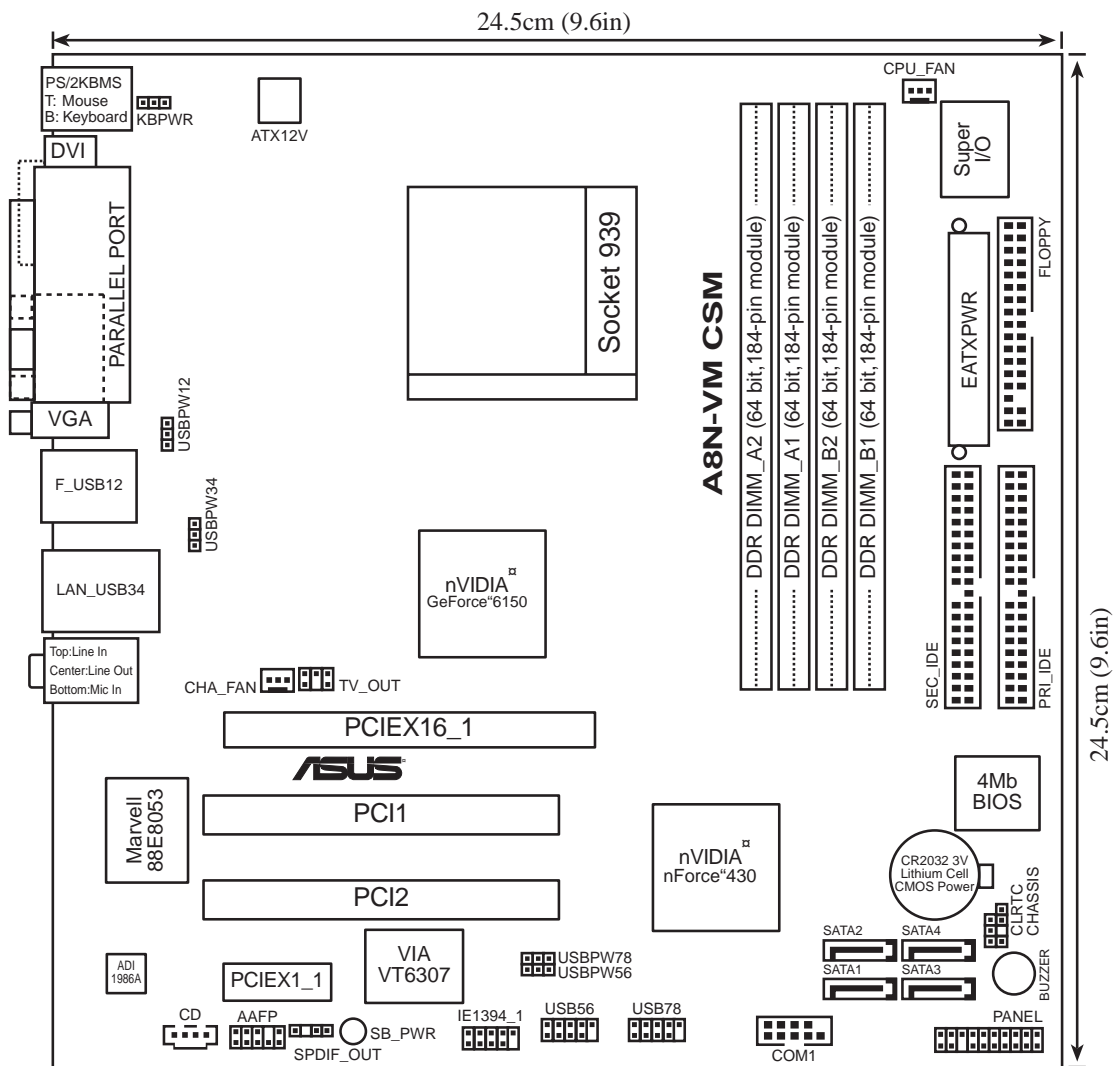 24.5cm (9.6in)
PS/2KBMS
T: Mouse
B: Keyboard
KBPWR
ATX12V
CPU_FAN
Super
I/O
DVI
PARALLEL PORT
Socket 939
A8N-VM CSM
DDR DIMM_A2 (64 bit,184-pin module)
DDR DIMM_A1 (64 bit,184-pin module)
DDR DIMM_B2 (64 bit,184-pin module)
DDR DIMM_B1 (64 bit,184-pin module)
EATXPWR
FLOPPY
VGA
USBPW12
F_USB12
USBPW34
LAN_USB34
nVIDIA¤
GeForce“6150
Top:Line In
Center:Line Out
Bottom:Mic In
CHA_FAN
TV_OUT
SEC_IDE
PRI_IDE
24.5cm (9.6in)
PCIEX16_1
ASUS
4Mb
BIOS
Marvell
88E8053
PCI1
nVIDIA¤
nForce“430
CR2032 3V
Lithium Cell
CMOS Power
PCI2
CLRTC
CHASSIS
SATA2
SATA4
VIA
VT6307
USBPW78
USBPW56
ADI
1986A
PCIEX1_1
SATA1
SATA3
BUZZER
CD
AAFP
SPDIF_OUT
SB_PWR
IE1394_1
USB56
USB78
COM1
PANEL